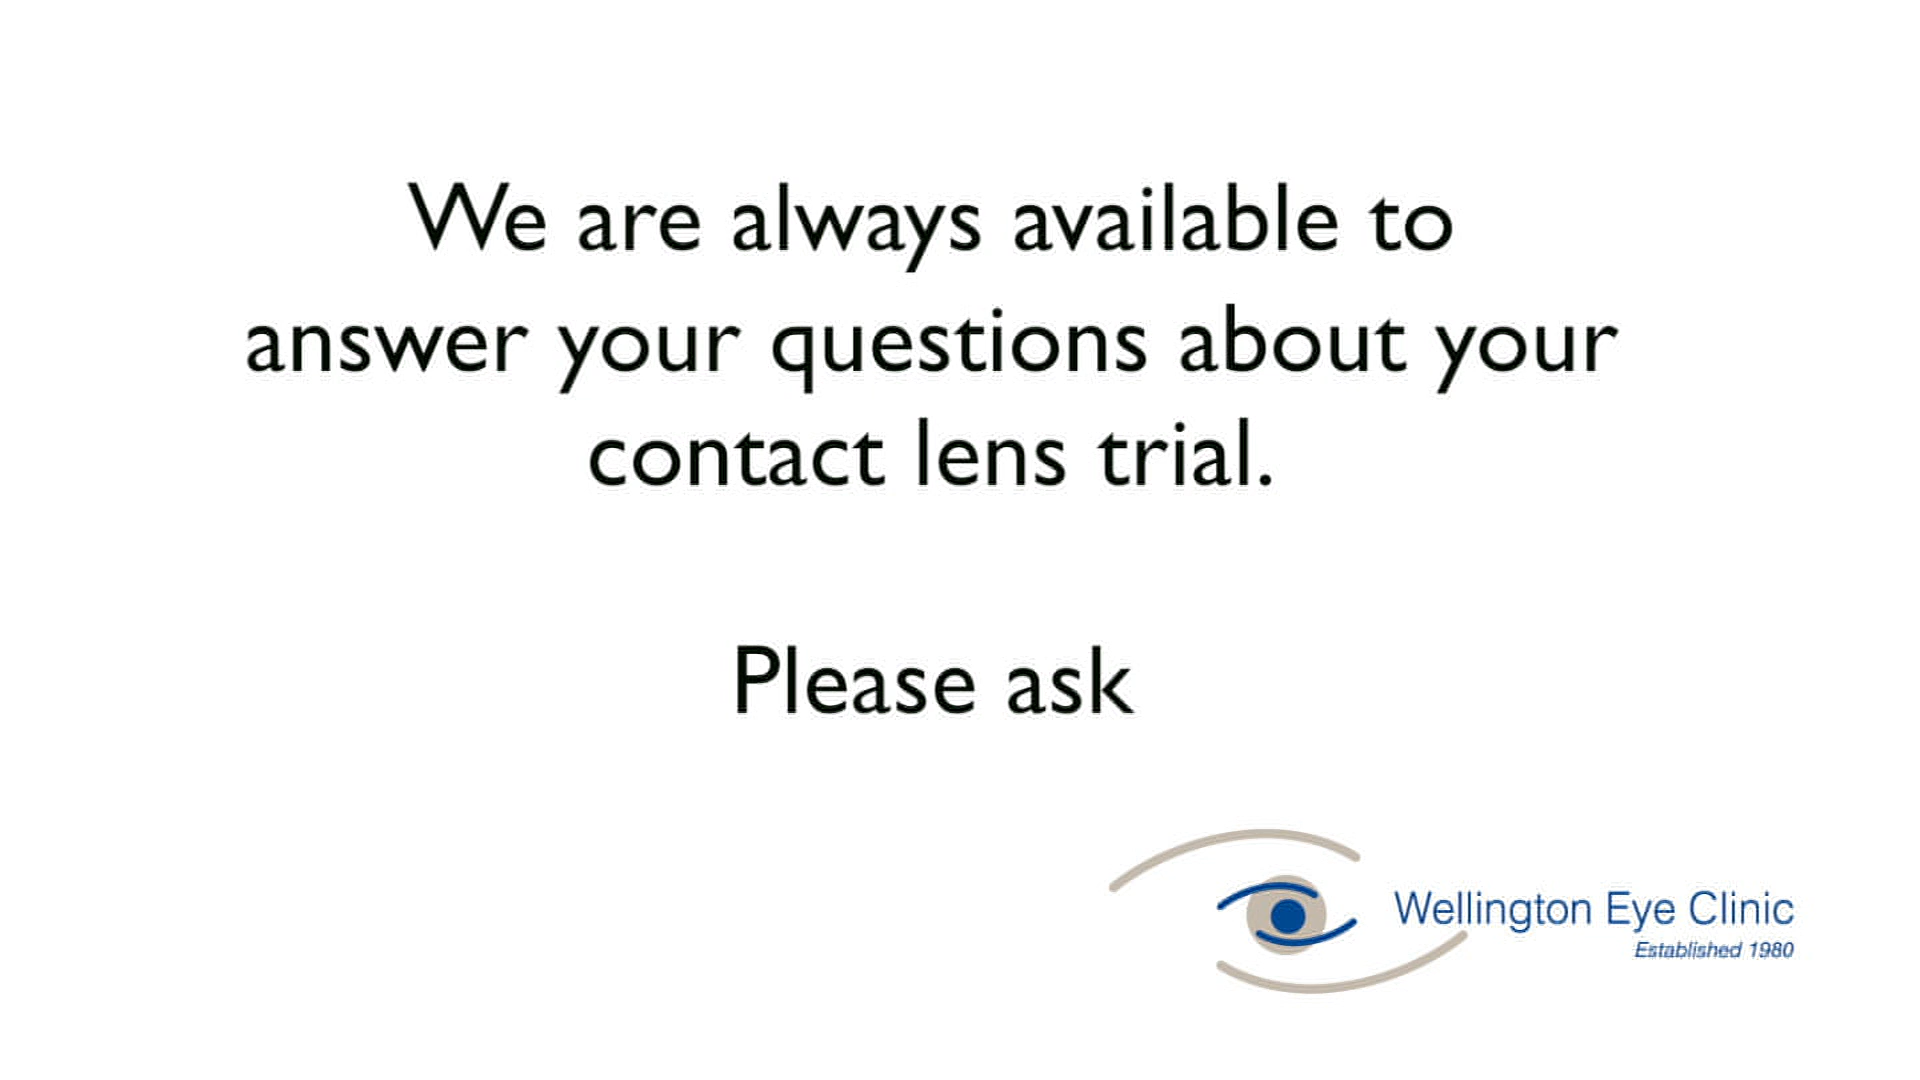 We are always available to
answer your questions about your
contact lens trial.
Please ask
Wellington Eye Clinic
Established 1980